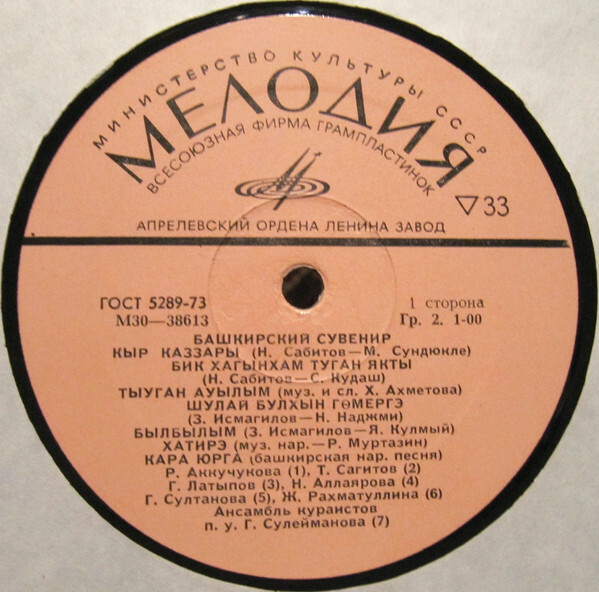 МИНИСТЕРСТВО КУЛЬТУРЫ СССР
МЕЛОДИЯ
ВСЕСОЮЗНАЯ ФИРМА ГРАМПЛАСТИНОК
▽33
АПРЕЛЕВСКИЙ ОРДЕНА ЛЕНИНА ЗАВОД
ГОСТ 5289-73
1 сторона
М30—38613
Гр. 2. 1-00
БАШКИРСКИЙ СУВЕНИР
КЫР КАЗЗАРЫ (Н. Сабитов—М. Сундюкле)
БИК ХАГЫНХАМ ТУГАН ЯКТЫ
(Н. Сабитов—С. Кудаш)
ТЫУГАН АУЫЛЫМ (муз. и сл. Х. Ахметова)
ШУЛАЙ БУЛХЫН ГӨМЕРГЭ
(З. Исмагилов—Н. Наджми)
БЫЛБЫЛЫМ (З. Исмагилов—Я. Кулмый)
ХАТИРЭ (муз. нар.—Р. Муртазин)
КАРА ЮРГА (башкирская нар. песня)
Р. Аккучукова (1), Т. Сагитов (2)
Г. Латыпов (3), Н. Аллаярова (4)
Г. Султанова (5), Ж. Рахматуллина (6)
Ансамбль кураистов
п. у. Г. Сулейманова (7)